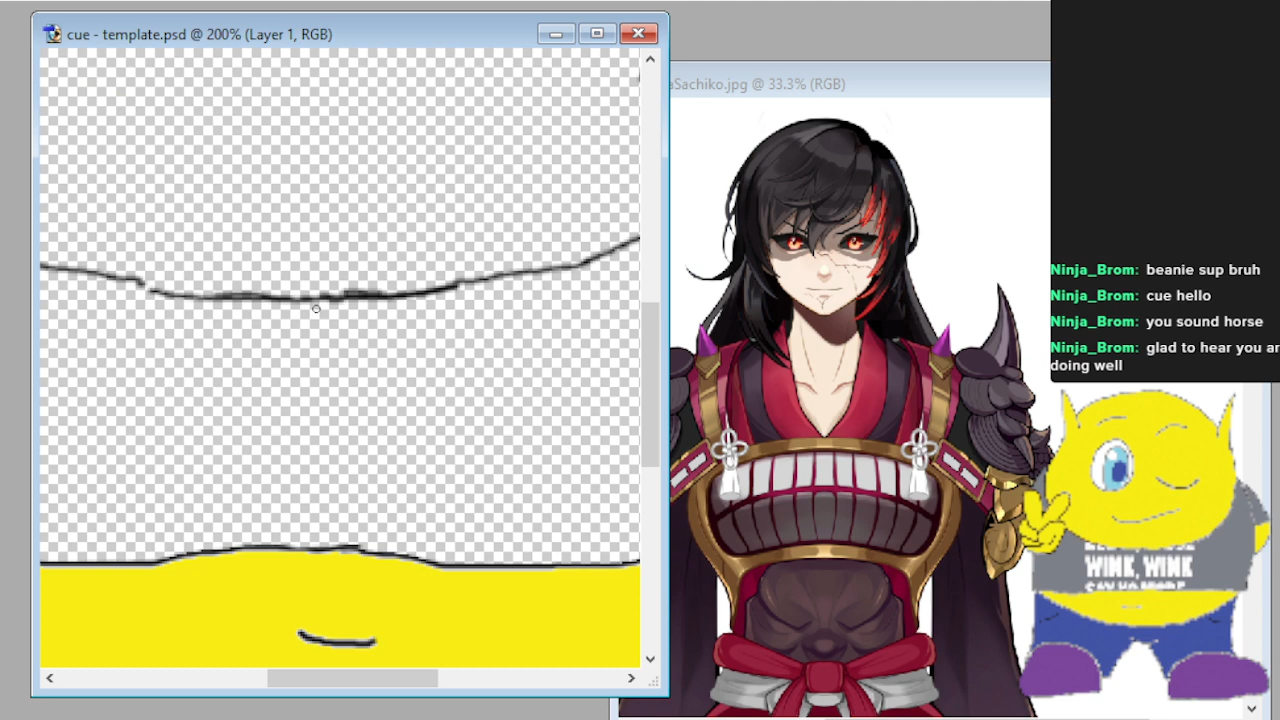 cue - template.psd @ 200% (Layer 1, RGB)
aSachiko.jpg @ 33.3% (RGB)
Ninja_Brom: beanie sup bruh
Ninja_Brom: cue hello
Ninja_Brom: you sound horse
Ninja_Brom: glad to hear you ar
doing well
WINK, WINK